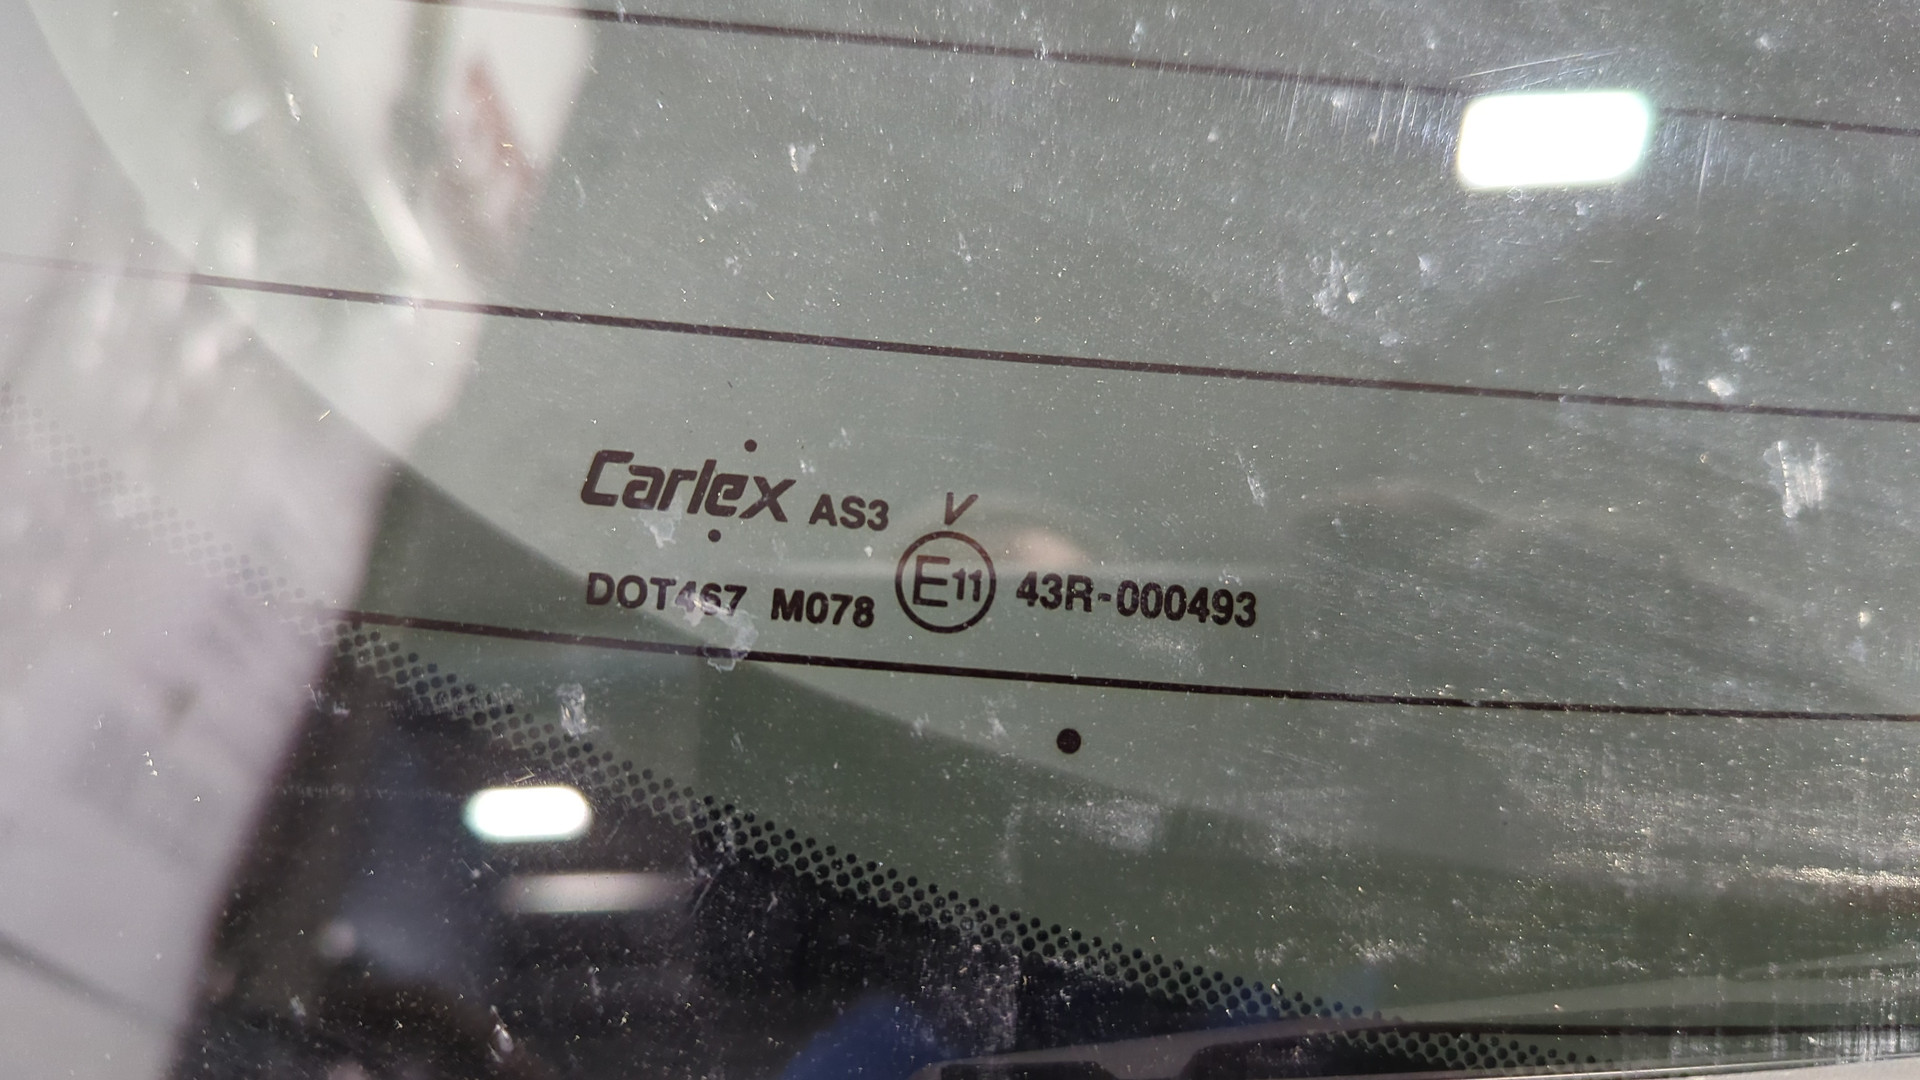 Carlex AS3 V
DOT467 M078 E11 43R-000493